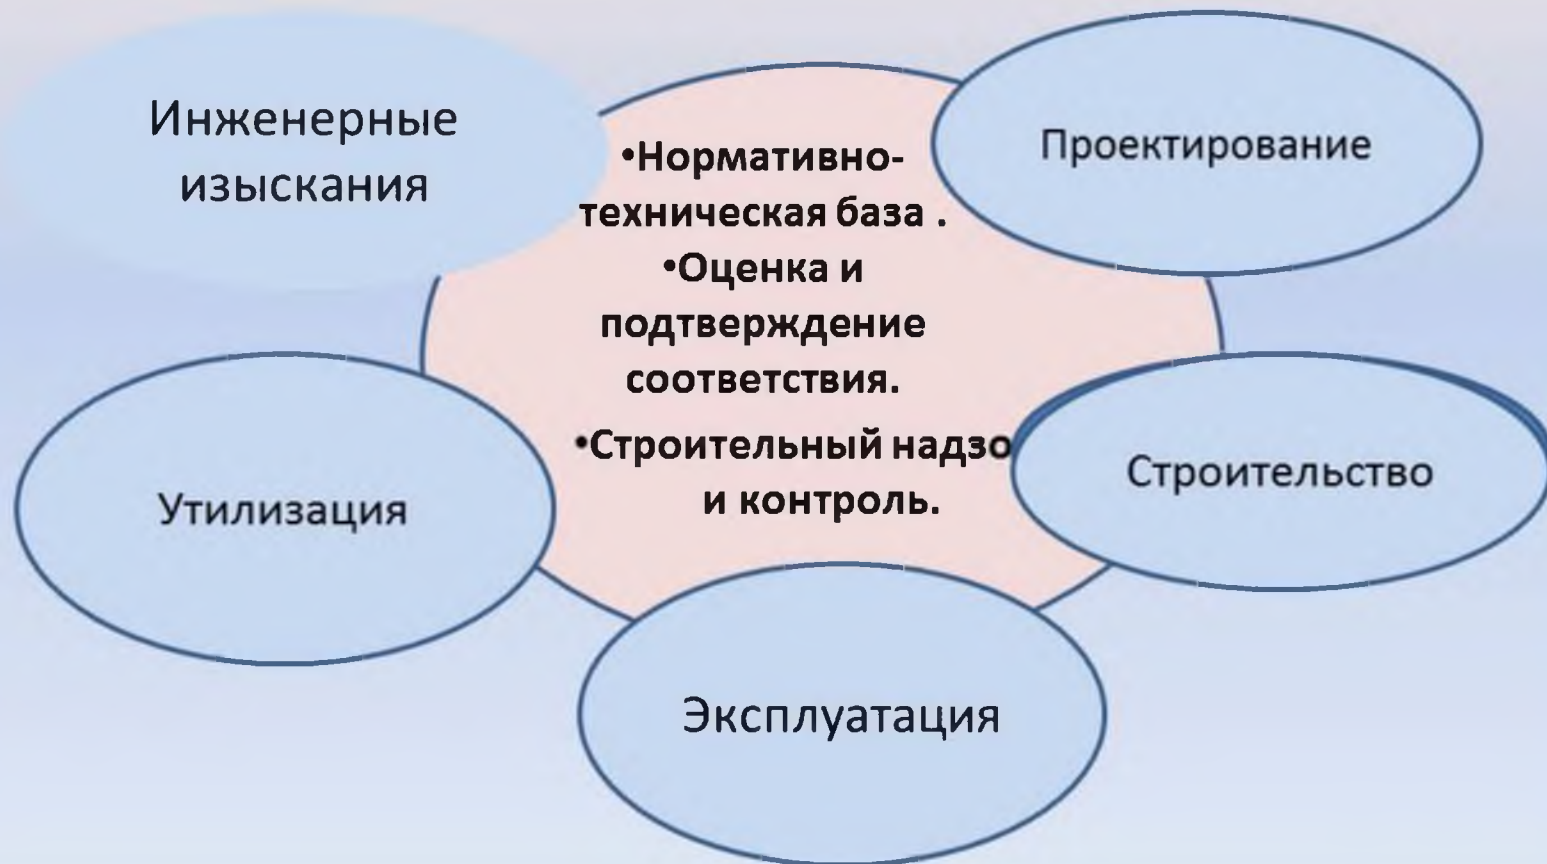 Инженерные
изыскания
•Нормативно-
техническая база .
•Оценка и
подтверждение
соответствия.
•Строительный надзо
и контроль.
Проектирование
Строительство
Эксплуатация
Утилизация